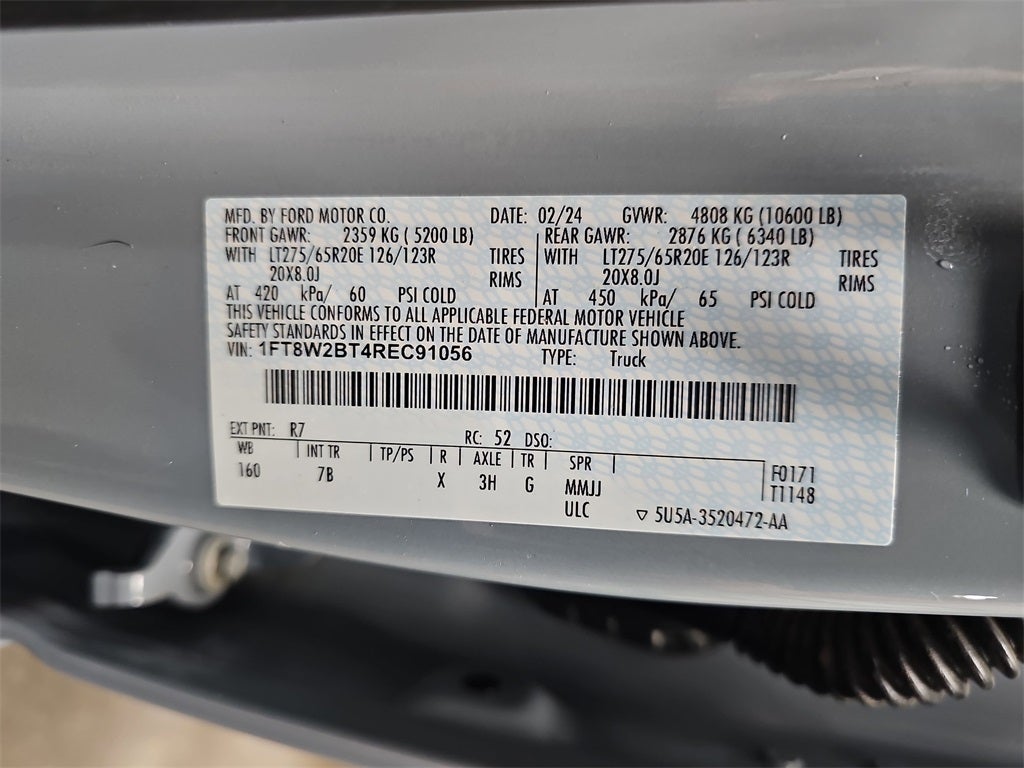 MFD. BY FORD MOTOR CO. DATE: 02/24 GVWR: 4808 KG (10600 LB)
FRONT GAWR: 2359 KG ( 5200 LB) REAR GAWR: 2876 KG ( 6340 LB)
WITH LT275/65R20E 126/123R TIRES WITH LT275/65R20E 126/123R TIRES
20X8.0J RIMS 20X8.0J RIMS
AT 420 kPa/ 60 PSI COLD AT 450 kPa/ 65 PSI COLD
THIS VEHICLE CONFORMS TO ALL APPLICABLE FEDERAL MOTOR VEHICLE
SAFETY STANDARDS IN EFFECT ON THE DATE OF MANUFACTURE SHOWN ABOVE.
VIN: 1FT8W2BT4REC91056 TYPE: Truck
EXT PNT: R7 RC: 52 DSO:
WB INT TR TP/PS R AXLE TR SPR F0171
160 7B X 3H G MMJJ T1148
ULC ▽ 5U5A-3520472-AA